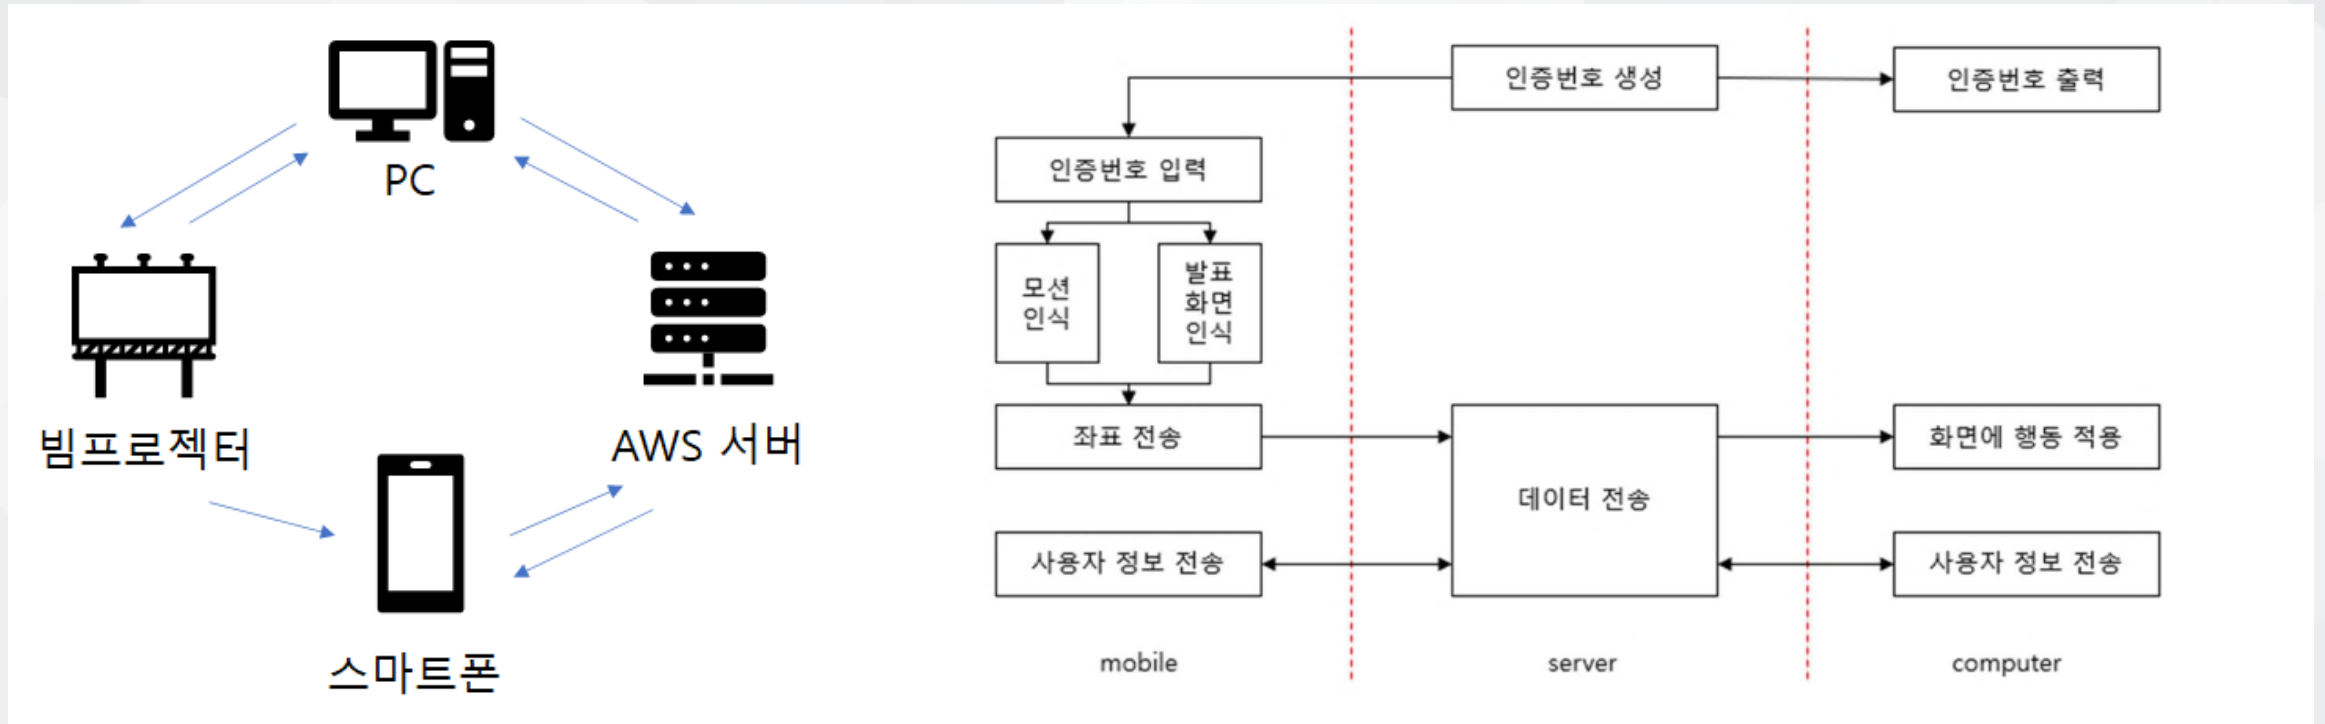 PC
빔프로젝터
AWS 서버
스마트폰
인증번호 생성
인증번호 출력
인증번호 입력
모션
인식
발표
화면
인식
좌표 전송
데이터 전송
화면에 행동 적용
사용자 정보 전송
사용자 정보 전송
mobile
server
computer